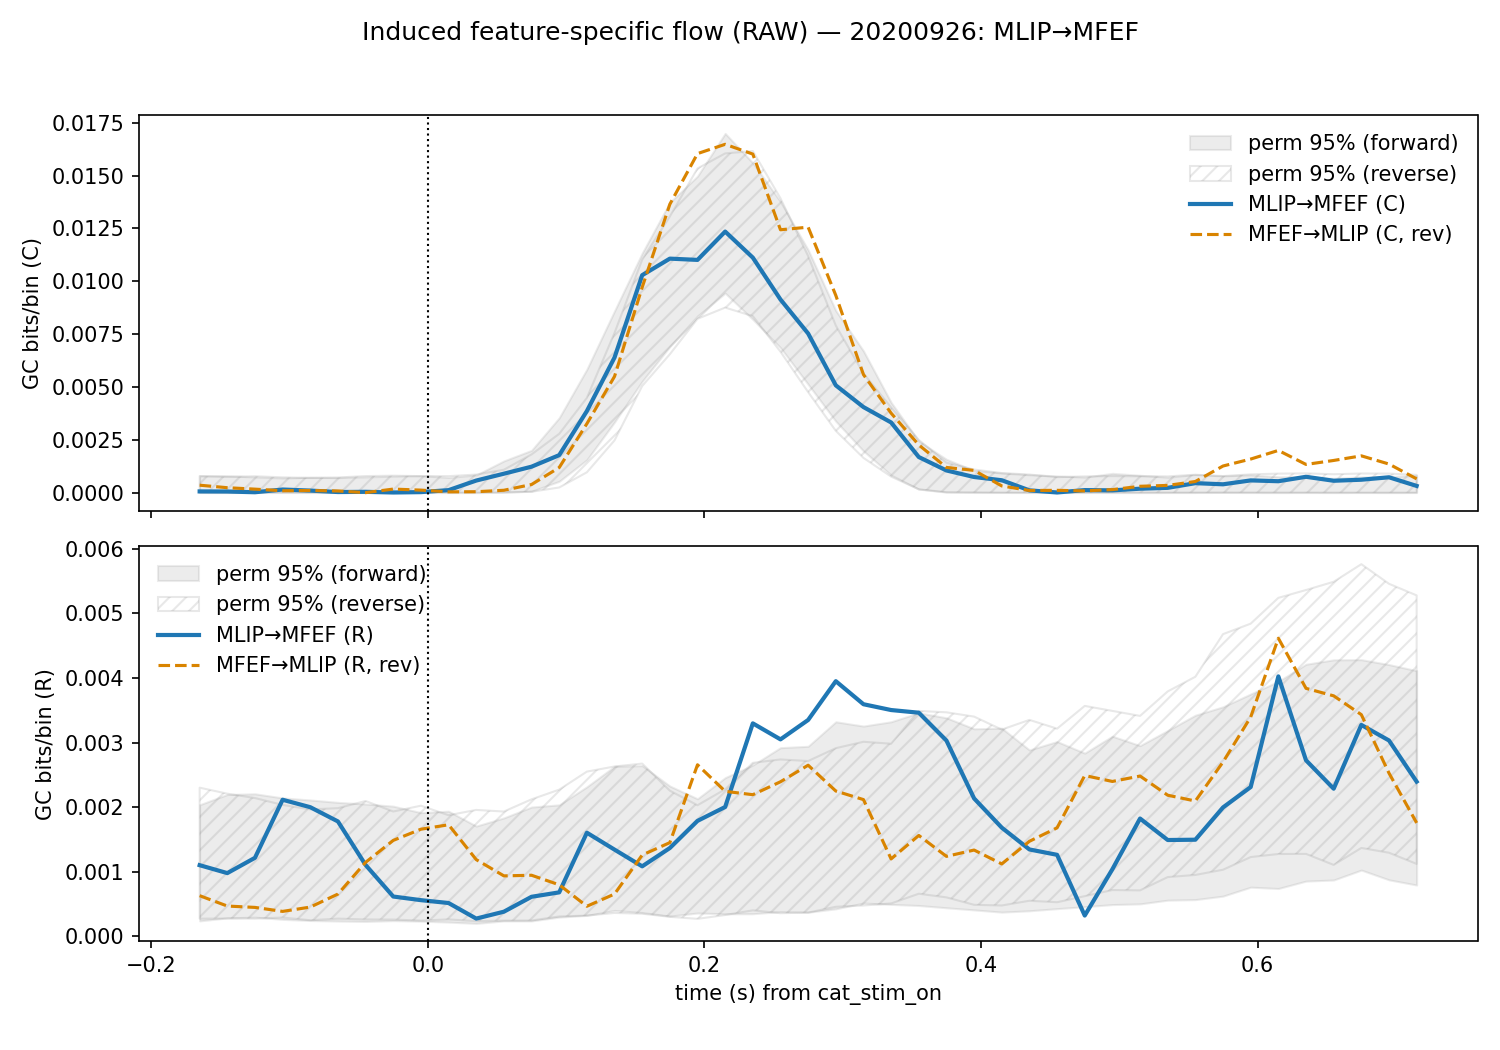 Induced feature-specific flow (RAW) — 20200926: MLIP→MFEF
GC bits/bin (C)
0.0175
0.0150
0.0125
0.0100
0.0075
0.0050
0.0025
0.0000
perm 95% (forward)
perm 95% (reverse)
MLIP→MFEF (C)
MFEF→MLIP (C, rev)
GC bits/bin (R)
0.006
0.005
0.004
0.003
0.002
0.001
0.000
perm 95% (forward)
perm 95% (reverse)
MLIP→MFEF (R)
MFEF→MLIP (R, rev)
−0.2 0.0 0.2 0.4 0.6
time (s) from cat_stim_on